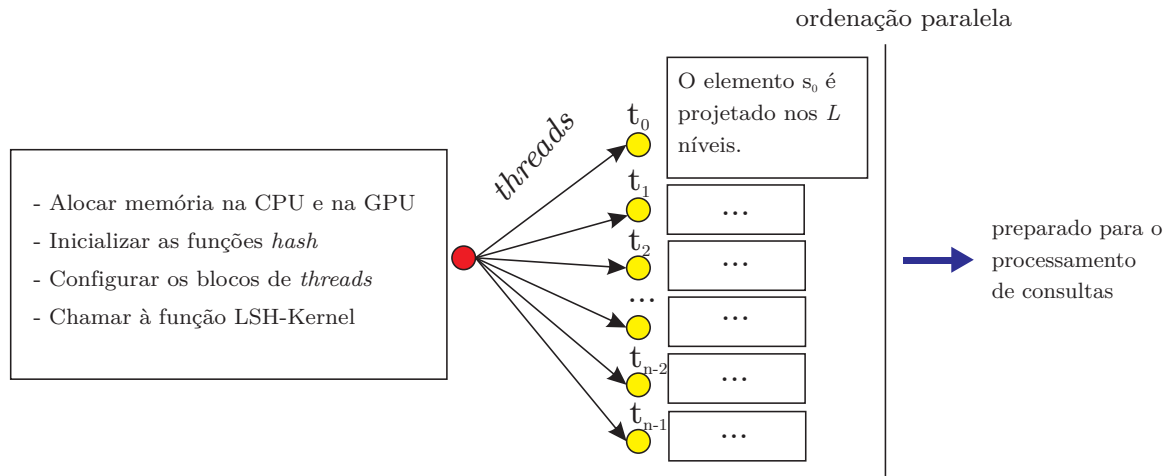 ordenação paralela
- Alocar memória na CPU e na GPU
- Inicializar as funções hash
- Configurar os blocos de threads
- Chamar à função LSH-Kernel
threads
t0
O elemento s0 é
projetado nos L
níveis.
t1
...
t2
...
...
...
tn-2
...
tn-1
...
preparado para o
processamento
de consultas